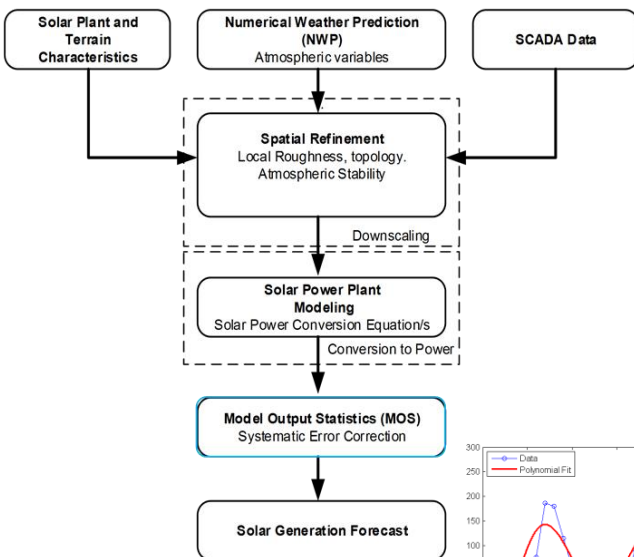 Solar Plant and
Terrain
Characteristics
Numerical Weather Prediction
(NWP)
Atmospheric variables
SCADA Data
Spatial Refinement
Local Roughness, topology.
Atmospheric Stability
Downscaling
Solar Power Plant
Modeling
Solar Power Conversion Equation/s
Conversion to Power
Model Output Statistics (MOS)
Systematic Error Correction
Solar Generation Forecast
300
Data
Polynomial Fit
250
200
150
100